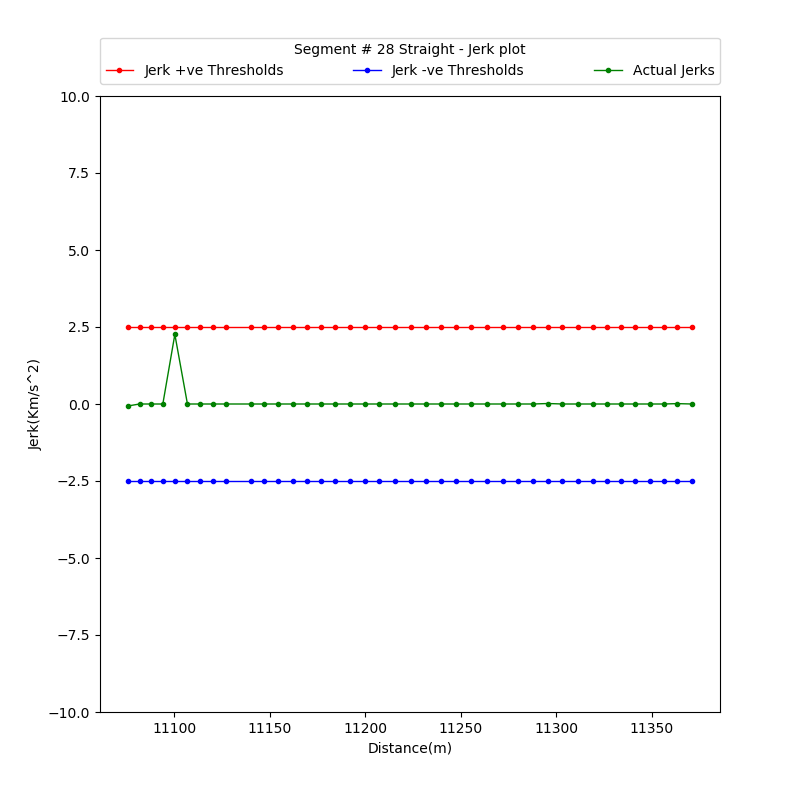 Segment # 28 Straight - Jerk plot
Jerk +ve Thresholds Jerk -ve Thresholds Actual Jerks
10.0
7.5
5.0
2.5
0.0
−2.5
−5.0
−7.5
−10.0
Jerk(Km/s^2)
11100 11150 11200 11250 11300 11350
Distance(m)